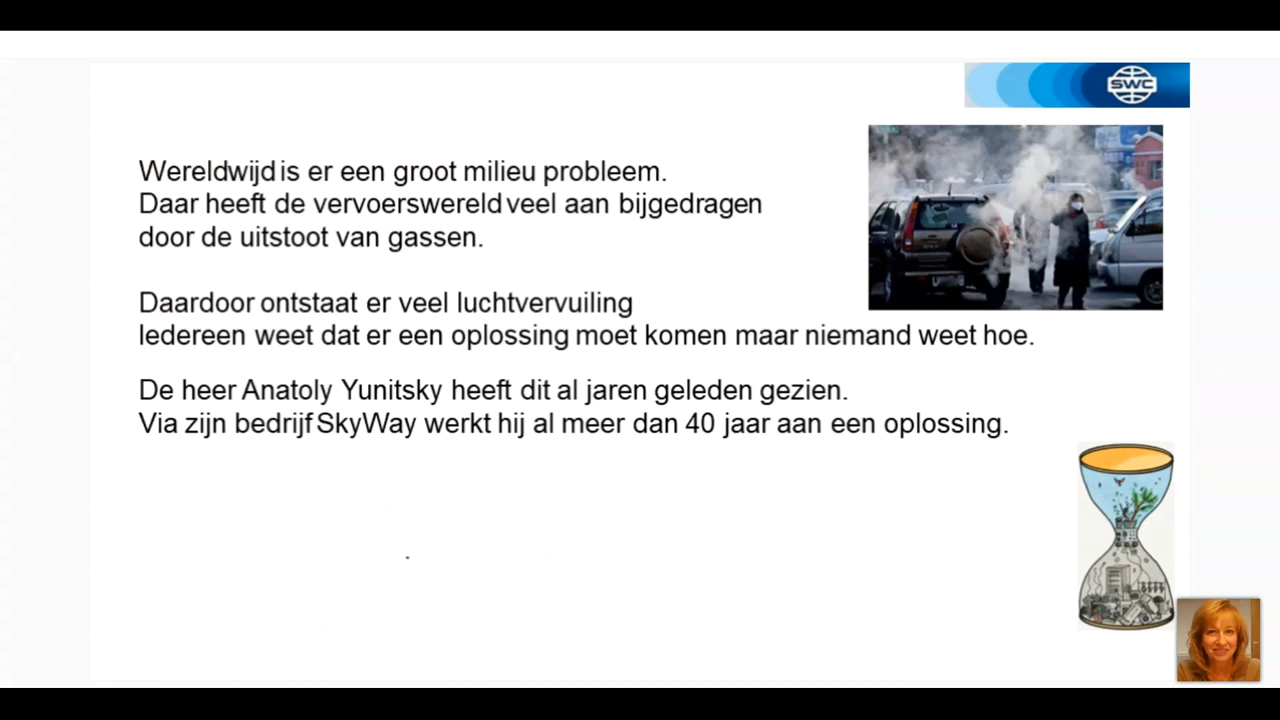 SWC
Wereldwijd is er een groot milieu probleem.
Daar heeft de vervoerswereld veel aan bijgedragen
door de uitstoot van gassen.
Daardoor ontstaat er veel luchtvervuiling
Iedereen weet dat er een oplossing moet komen maar niemand weet hoe.
De heer Anatoly Yunitsky heeft dit al jaren geleden gezien.
Via zijn bedrijf SkyWay werkt hij al meer dan 40 jaar aan een oplossing.